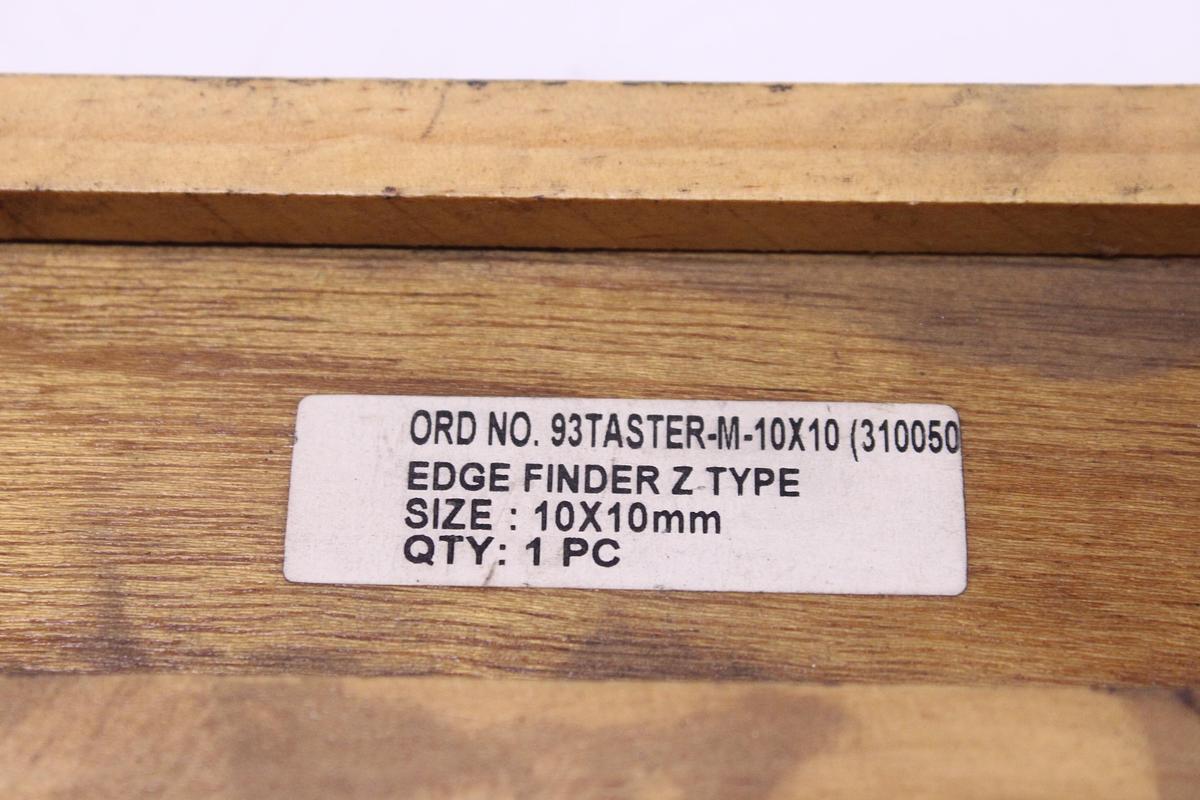 ORD NO. 93TASTER-M-10X10 (310050
EDGE FINDER Z TYPE
SIZE : 10X10mm
QTY: 1 PC